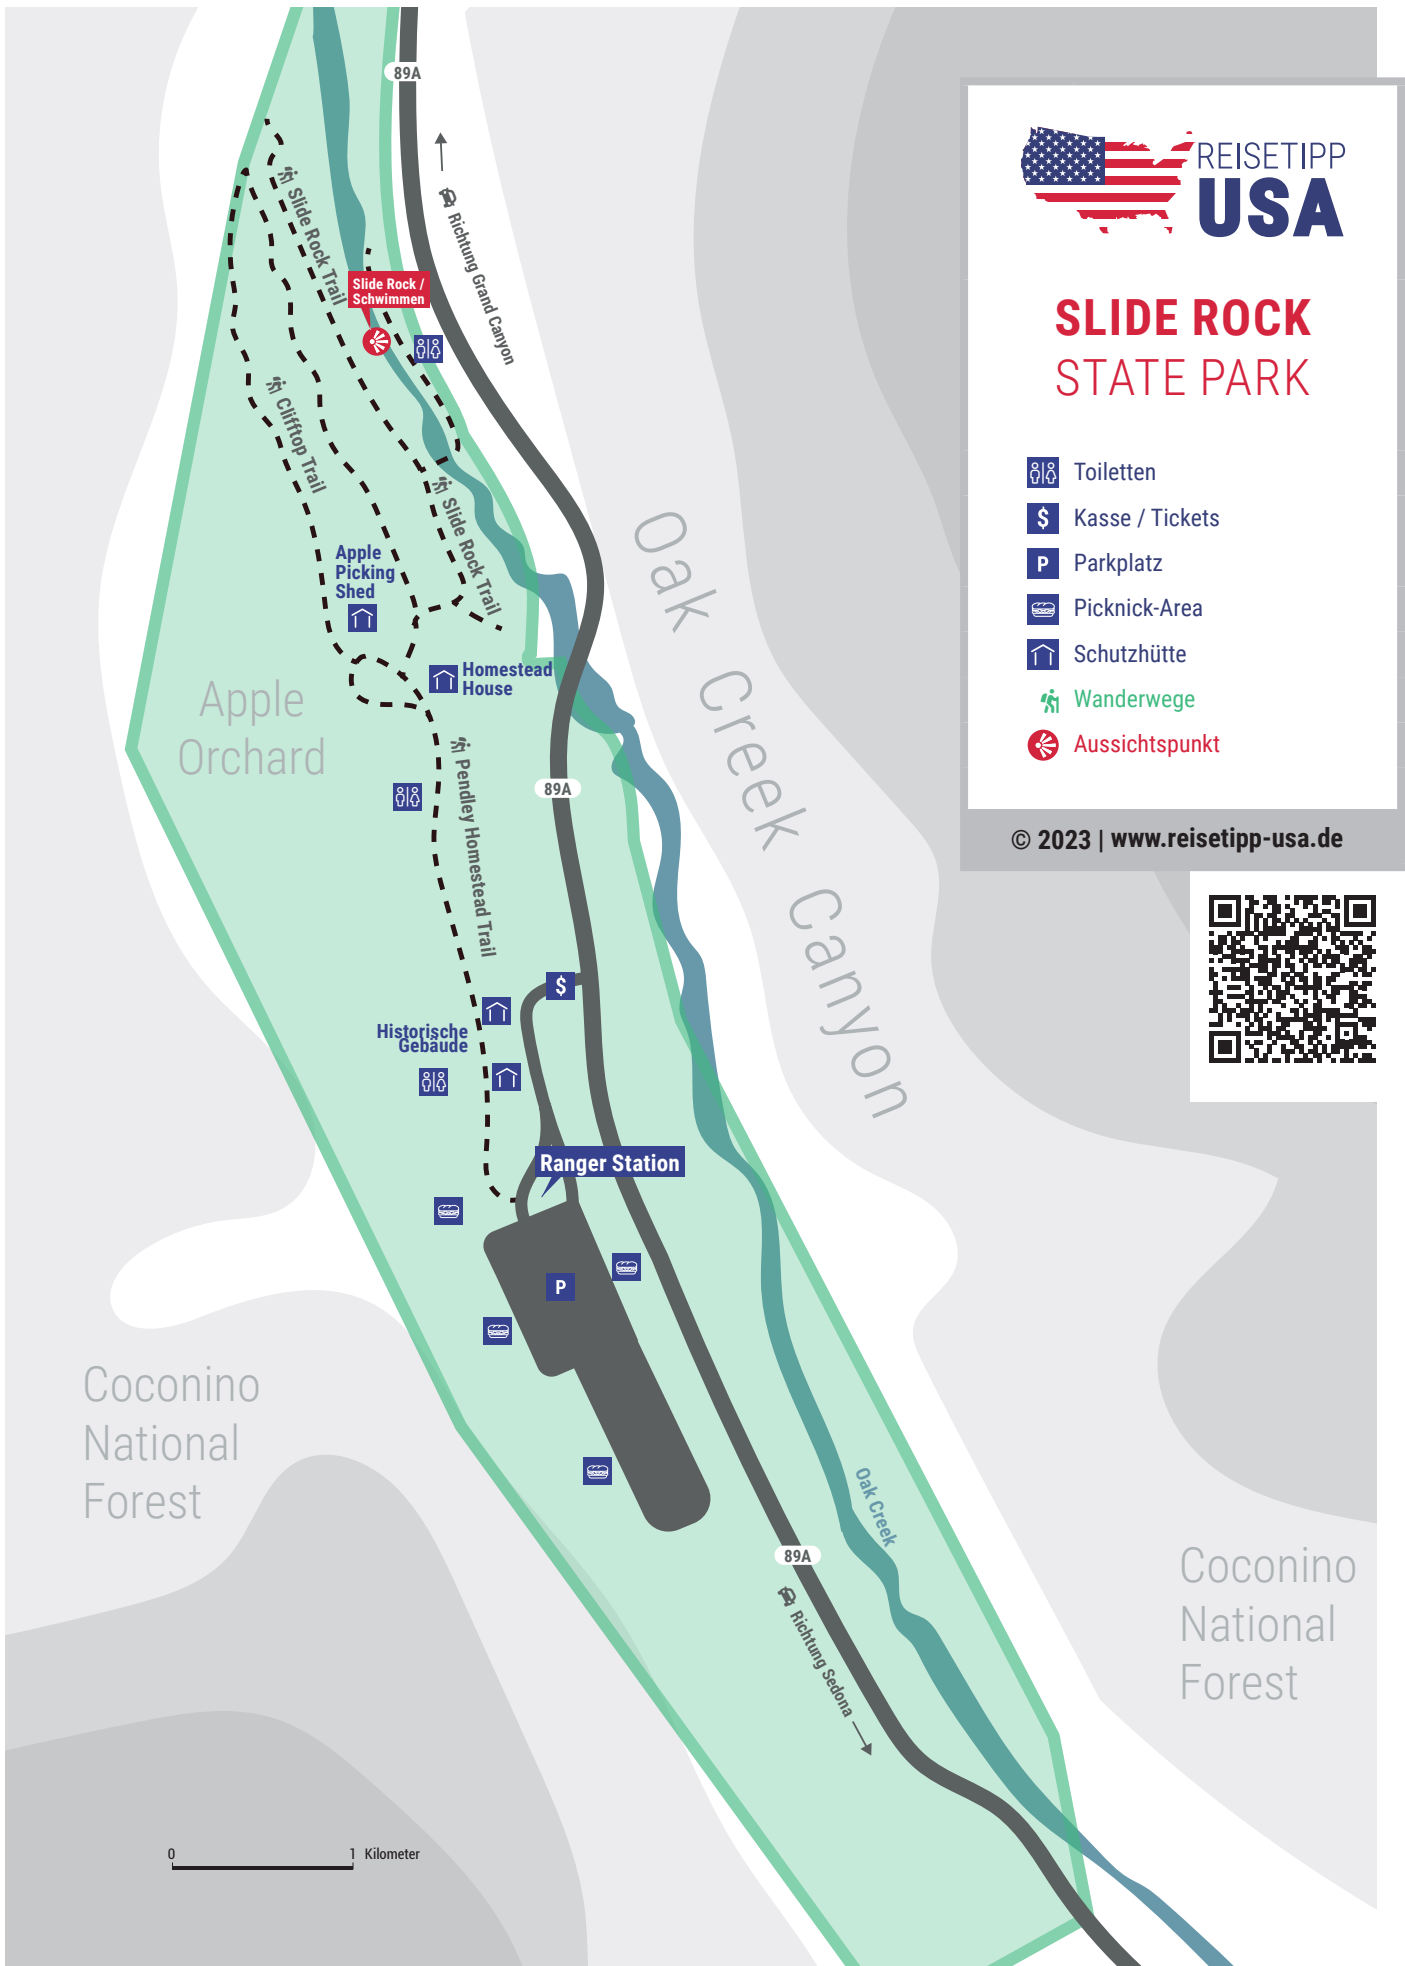 89A
Richtung Grand Canyon
Slide Rock Trail
Slide Rock /
Schwimmen
Clifftop Trail
Slide Rock Trail
Apple
Picking
Shed
Homestead
House
Apple
Orchard
Oak Creek Canyon
89A
Pendley Homestead Trail
$
Historische
Gebäude
Ranger Station
P
Coconino
National
Forest
Oak Creek
89A
Richtung Sedona
Coconino
National
Forest
0 1 Kilometer
REISETIPP
USA
SLIDE ROCK
STATE PARK
Toiletten
$ Kasse / Tickets
P Parkplatz
Picknick-Area
Schutzhütte
Wanderwege
Aussichtspunkt
© 2023 | www.reisetipp-usa.de